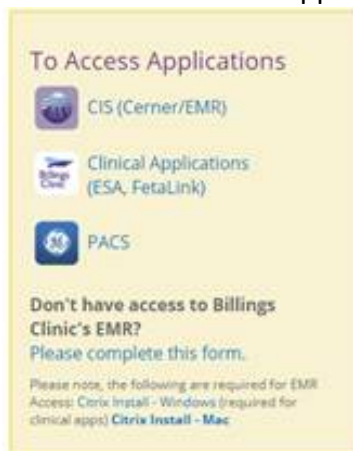 To Access Applications
CIS (Cerner/EMR)
Billings
Clinic
Clinical Applications
(ESA, FetaLink)
PACS
Don't have access to Billings
Clinic's EMR?
Please complete this form.
Please note, the following are required for EMR
Access: Citrix Install - Windows (required for
clinical apps) Citrix Install - Mac